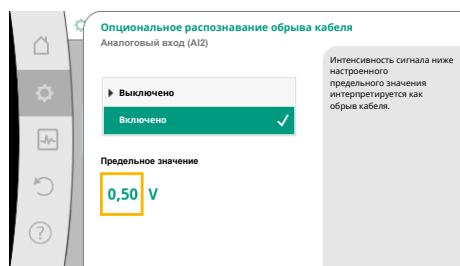 Опциональное распознавание обрыва кабеля
Аналоговый вход (AI2)
Выключено
Включено
Предельное значение
0,50 V
Интенсивность сигнала ниже
настроенного
предельного значения
интерпретируется как
обрыв кабеля.
?